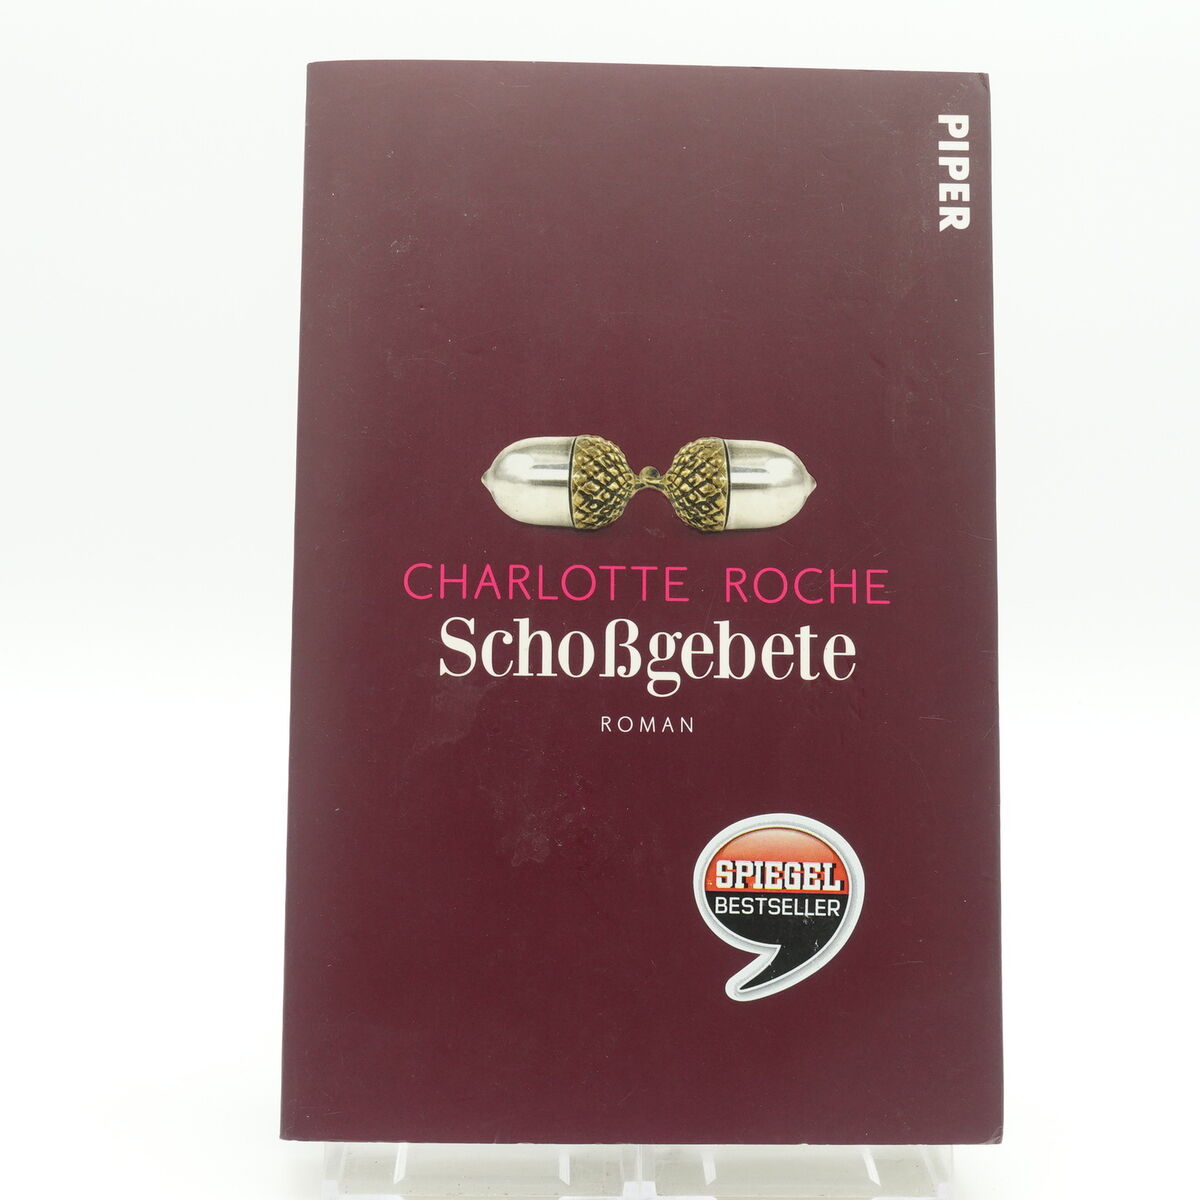 PIPER
CHARLOTTE ROCHE
Schoßgebete
ROMAN
SPIEGEL
BESTSELLER